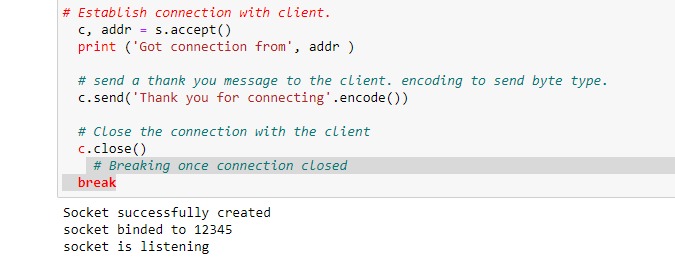 # Establish connection with client.
c, addr = s.accept()
print ('Got connection from', addr )
# send a thank you message to the client. encoding to send byte type.
c.send('Thank you for connecting'.encode())
# Close the connection with the client
c.close()
# Breaking once connection closed
break
Socket successfully created
socket binded to 12345
socket is listening